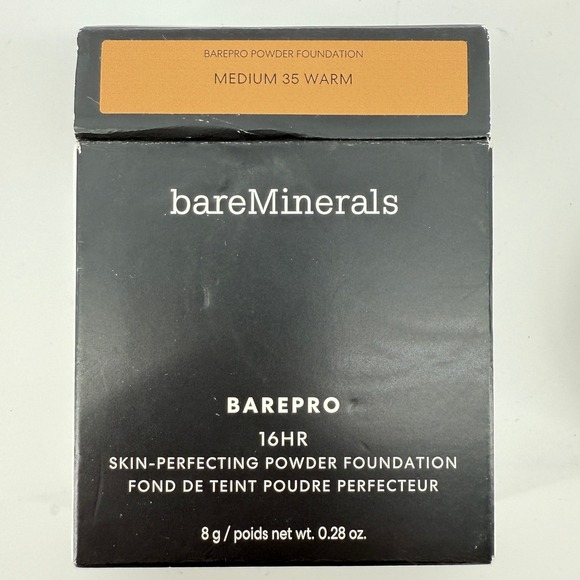 BAREPRO POWDER FOUNDATION
MEDIUM 35 WARM
bareMinerals
BAREPRO
16HR
SKIN-PERFECTING POWDER FOUNDATION
FOND DE TEINT POUDRE PERFECTEUR
8 g / poids net wt. 0.28 oz.